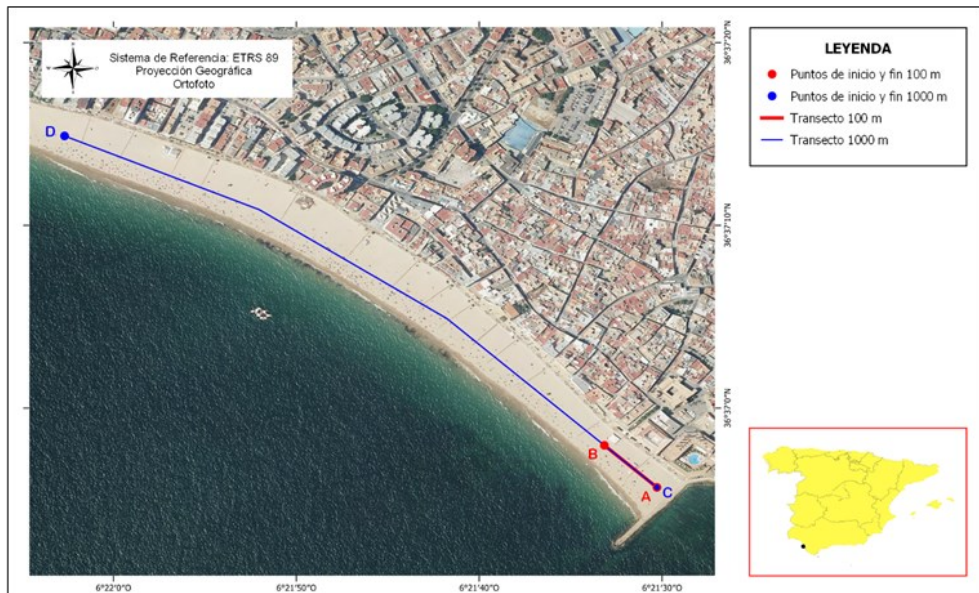 Sistema de Referencia: ETRS 89
Proyección Geográfica
Ortofoto
D
B
A
C
36°37'20"N
36°37'10"N
36°37'0"N
6°22'0"N
6°21'50"N
6°21'40"N
6°21'30"N
LEYENDA
Puntos de inicio y fin 100 m
Puntos de inicio y fin 1000 m
Transecto 100 m
Transecto 1000 m